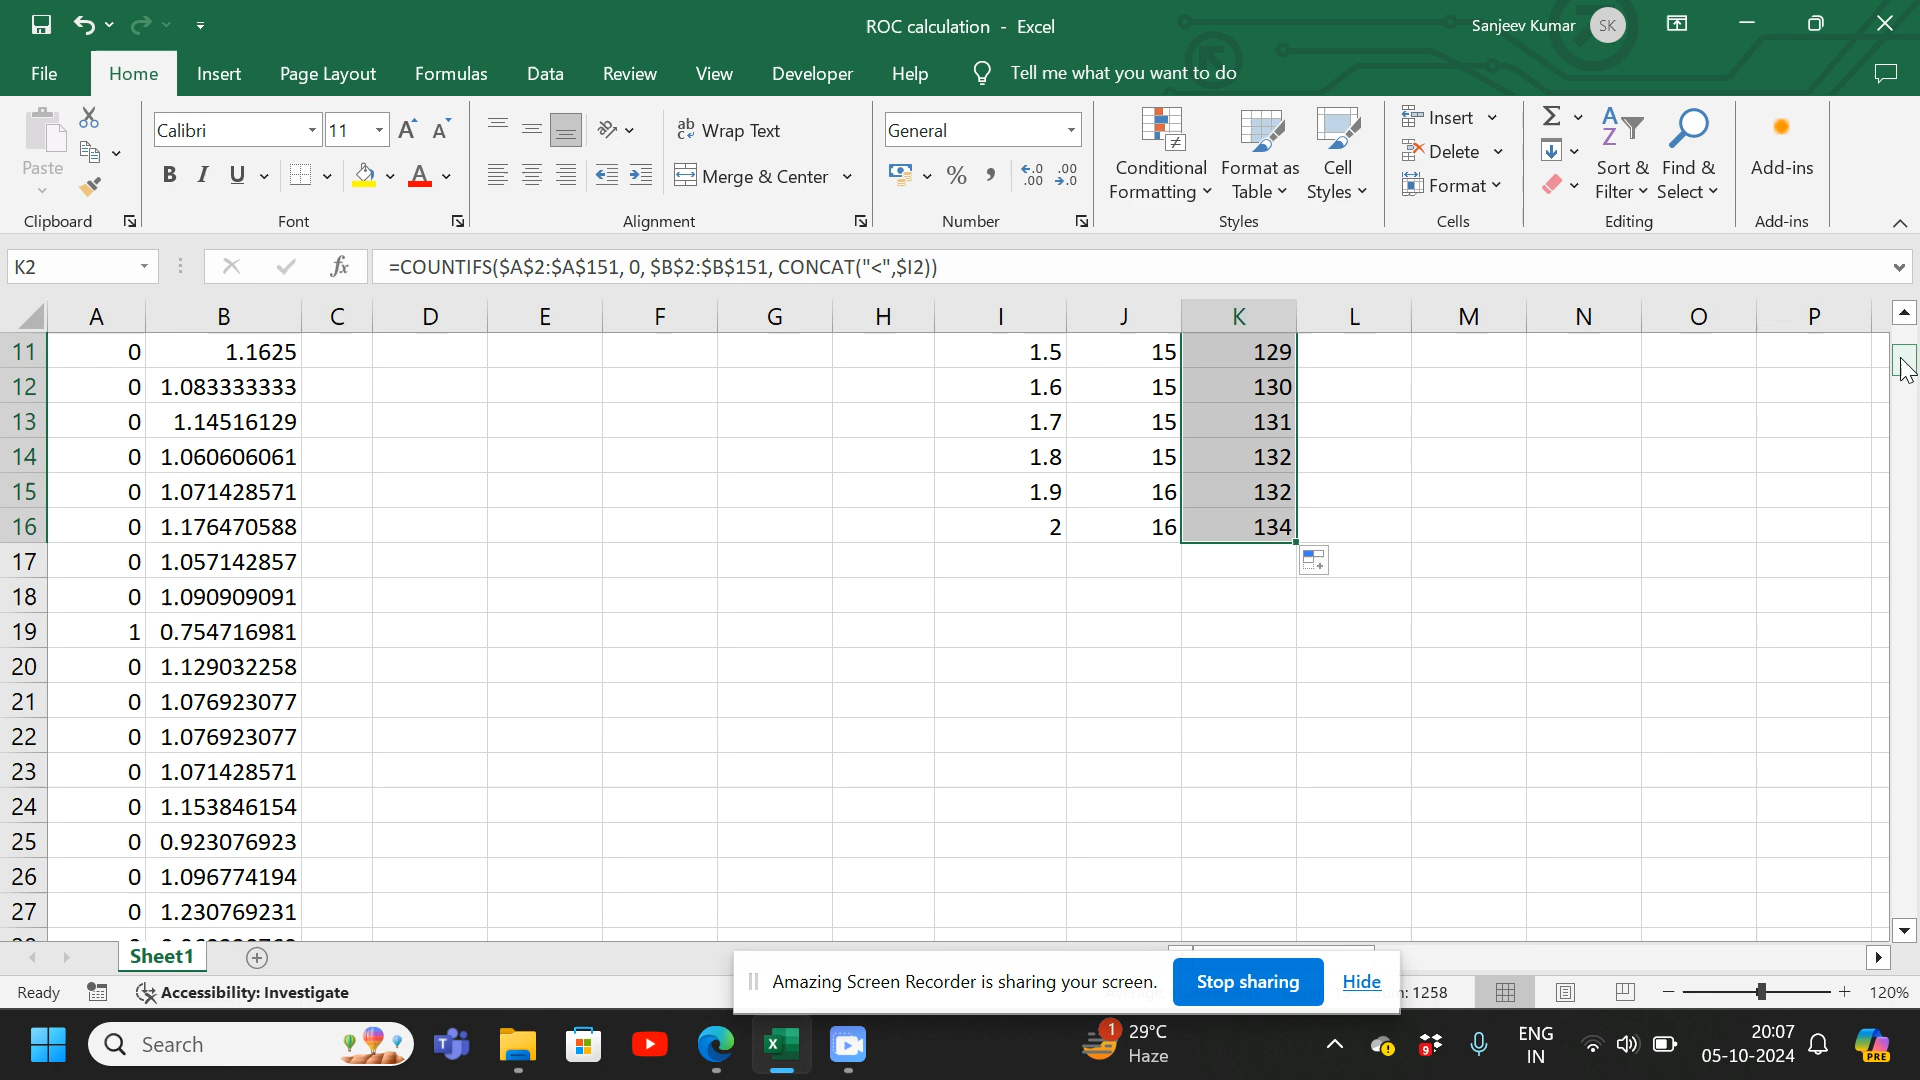 ROC calculation - Excel
Sanjeev Kumar SK
File Home Insert Page Layout Formulas Data Review View Developer Help Tell me what you want to do
Paste
Clipboard
Calibri 11
B I U
Font
Wrap Text
Merge & Center
Alignment
General
Number
Conditional Formatting
Format as Table
Cell Styles
Styles
Insert
Delete
Format
Cells
Sort & Filter
Find & Select
Editing
Add-ins
Add-ins
K2 fx =COUNTIFS($A$2:$A$151, 0, $B$2:$B$151, CONCAT("<",$I2))
A B C D E F G H I J K L M N O P
11 0 1.1625 1.5 15 129
12 0 1.083333333 1.6 15 130
13 0 1.14516129 1.7 15 131
14 0 1.060606061 1.8 15 132
15 0 1.071428571 1.9 16 132
16 0 1.176470588 2 16 134
17 0 1.057142857
18 0 1.090909091
19 1 0.754716981
20 0 1.129032258
21 0 1.076923077
22 0 1.076923077
23 0 1.071428571
24 0 1.153846154
25 0 0.923076923
26 0 1.096774194
27 0 1.230769231
Sheet1
Amazing Screen Recorder is sharing your screen. Stop sharing Hide
Ready Accessibility: Investigate : 1258 120%
Search
1 29°C
Haze
9
ENG
IN
20:07
05-10-2024
PRE